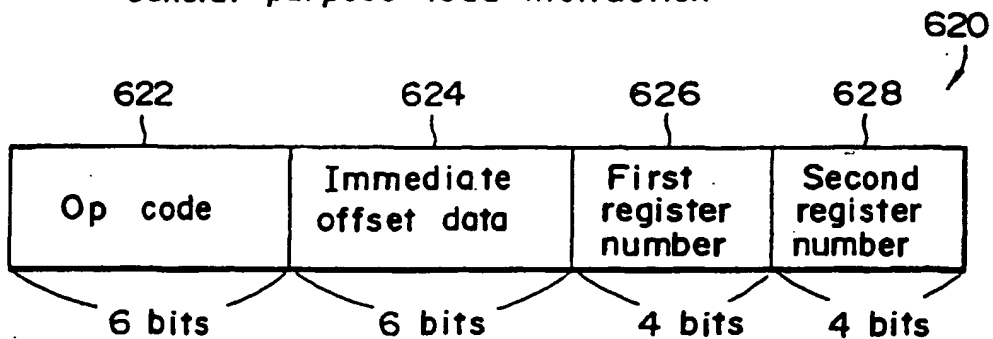 purpose
620
622 624 626 628
Op code
Immediate offset data
First register number
Second register number
6 bits 6 bits 4 bits 4 bits